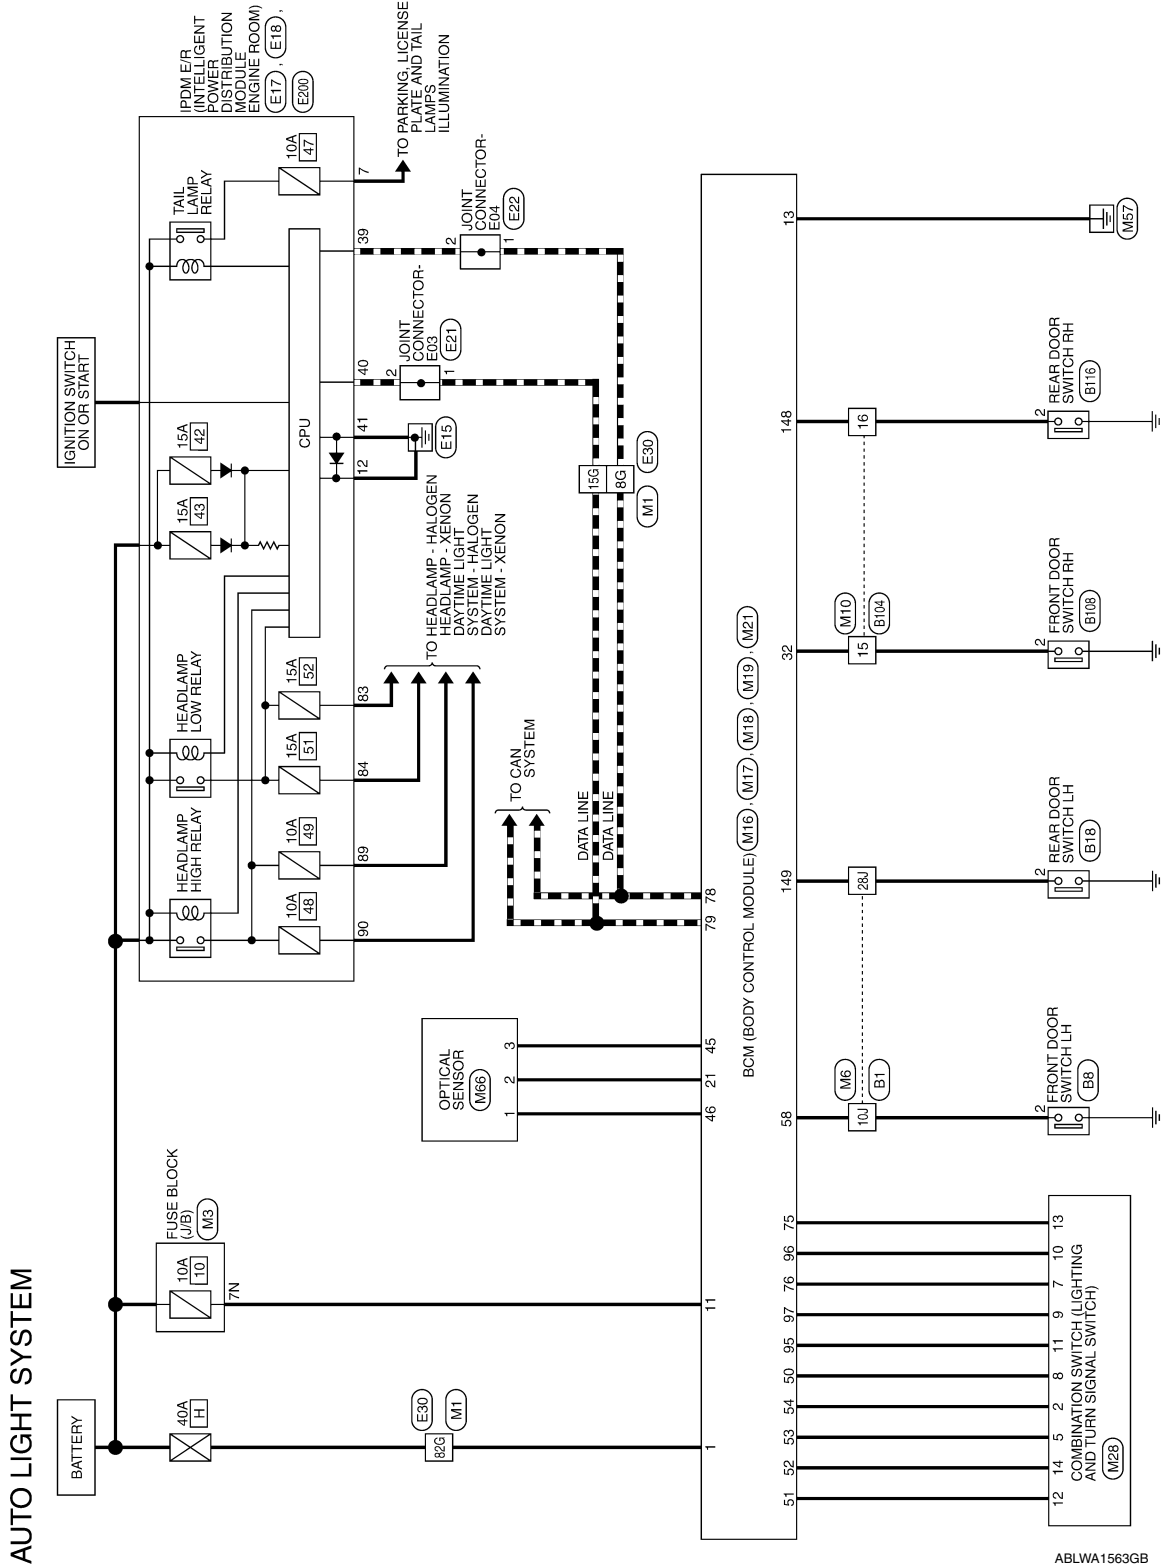 AUTO LIGHT SYSTEM
BATTERY
IGNITION SWITCH
ON OR START
IPDM E/R
(INTELLIGENT
POWER
DISTRIBUTION
MODULE
ENGINE ROOM)
E17 , E18 ,
E200
40A
H
FUSE BLOCK
(J/B)
M3
10A
10
7N
HEADLAMP
HIGH RELAY
HEADLAMP
LOW RELAY
15A
43
15A
42
TAIL
LAMP
RELAY
10A
48
10A
49
15A
51
15A
52
CPU
10A
47
90
89
84
83
12
41
40
39
7
E15
TO HEADLAMP - HALOGEN
HEADLAMP - XENON
DAYTIME LIGHT
SYSTEM - HALOGEN
DAYTIME LIGHT
SYSTEM - XENON
TO PARKING, LICENSE
PLATE AND TAIL
LAMPS
ILLUMINATION
2
JOINT
CONNECTOR-
E03
E21
1
2
JOINT
CONNECTOR-
E04
E22
1
E30
82G
M1
OPTICAL
SENSOR
M66
1
2
3
TO CAN
SYSTEM
DATA LINE
DATA LINE
15G
8G
M1
E30
1
11
46
21
45
79
78
BCM (BODY CONTROL MODULE) M16 , M17 , M18 , M19 , M21
51
52
53
54
50
95
97
76
96
75
58
149
32
148
13
M6
10J
B1
28J
M10
15
B104
16
12
14
5
2
8
11
9
7
10
13
COMBINATION SWITCH (LIGHTING
AND TURN SIGNAL SWITCH)
M28
2
FRONT DOOR
SWITCH LH
B8
2
REAR DOOR
SWITCH LH
B18
2
FRONT DOOR
SWITCH RH
B108
2
REAR DOOR
SWITCH RH
B116
M57
ABLWA1563GB